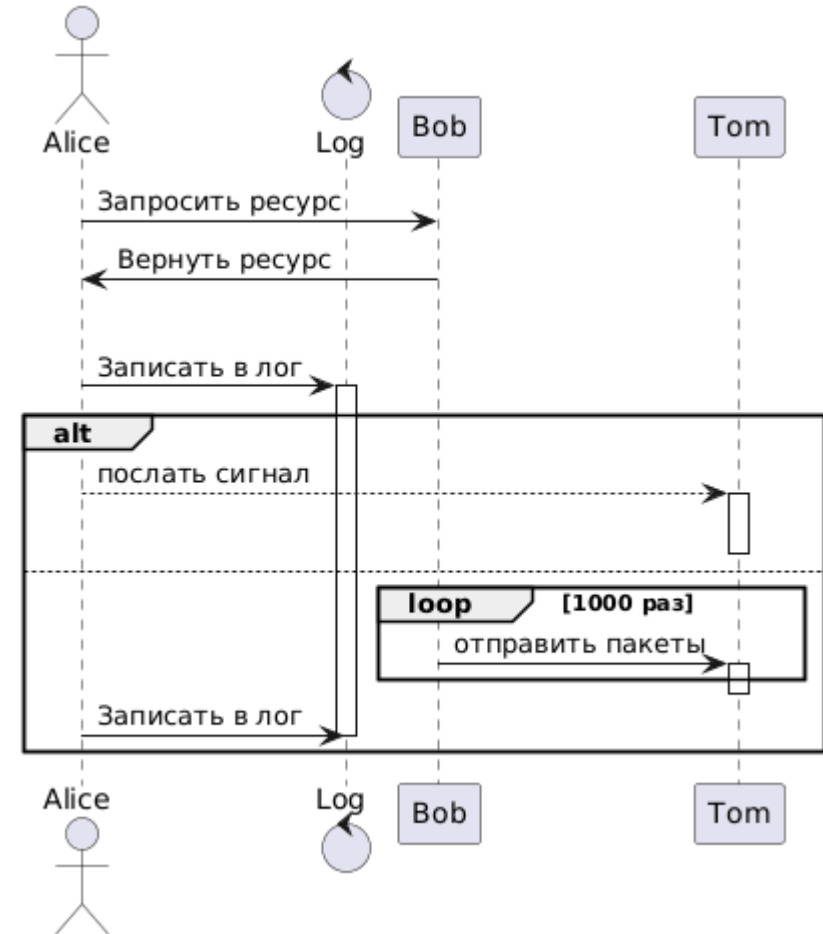 Alice
Log
Bob
Tom
Запросить ресурс
Вернуть ресурс
Записать в лог
alt
послать сигнал
loop [1000 раз]
отправить пакеты
Записать в лог
Alice
Log
Bob
Tom